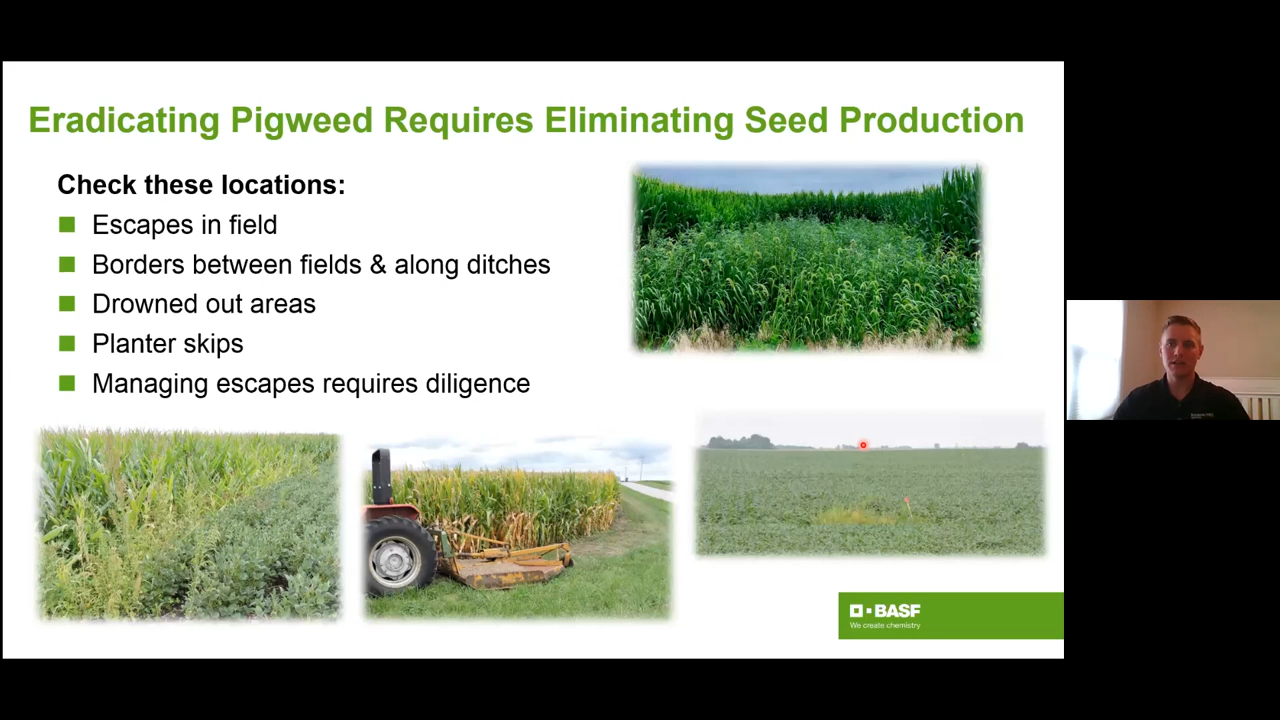 Eradicating Pigweed Requires Eliminating Seed Production
Check these locations:
Escapes in field
Borders between fields & along ditches
Drowned out areas
Planter skips
Managing escapes requires diligence
BASF
We create chemistry